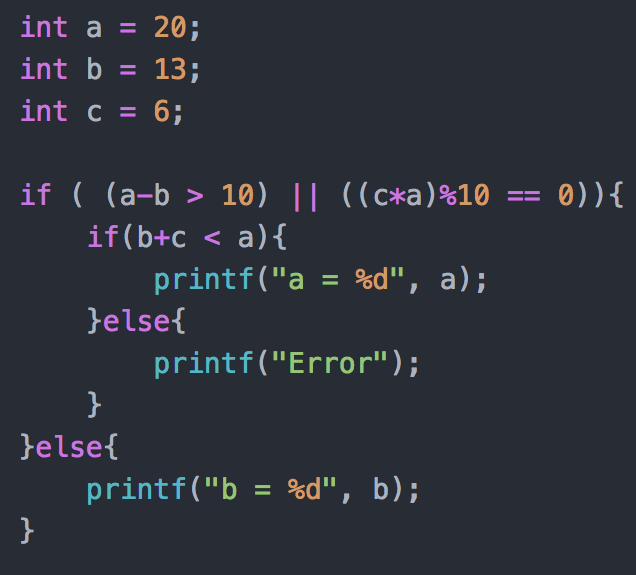 int a = 20;
int b = 13;
int c = 6;

if ( (a-b > 10) || ((c*a)%10 == 0)){
    if(b+c < a){
        printf("a = %d", a);
    }else{
        printf("Error");
    }
}else{
    printf("b = %d", b);
}